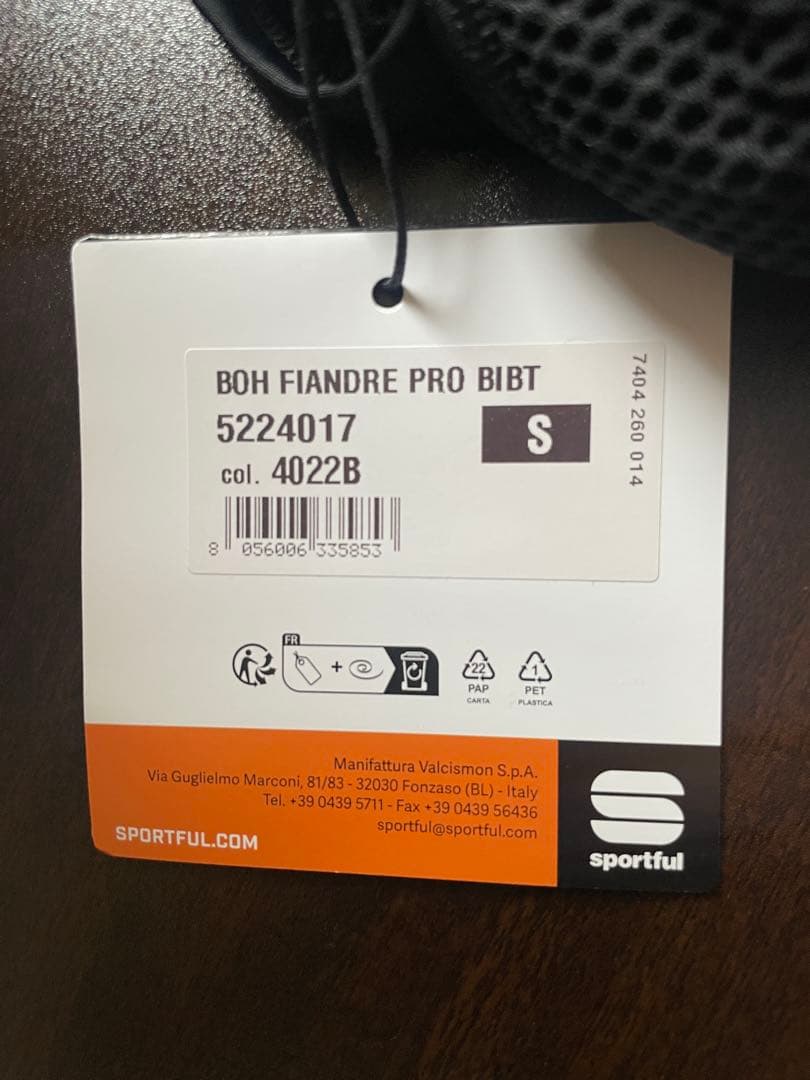 BOH FIANDRE PRO BIBT
5224017
S
col. 4022B
8 056006 335853
7404 260 014
FR
+
22
PAP
CARTA
1
PET
PLASTICA
Manifattura Valcismon S.p.A.
Via Guglielmo Marconi, 81/83 - 32030 Fonzaso (BL) - Italy
Tel. +39 0439 5711 - Fax +39 0439 56436
sportful@sportful.com
SPORTFUL.COM
sportful